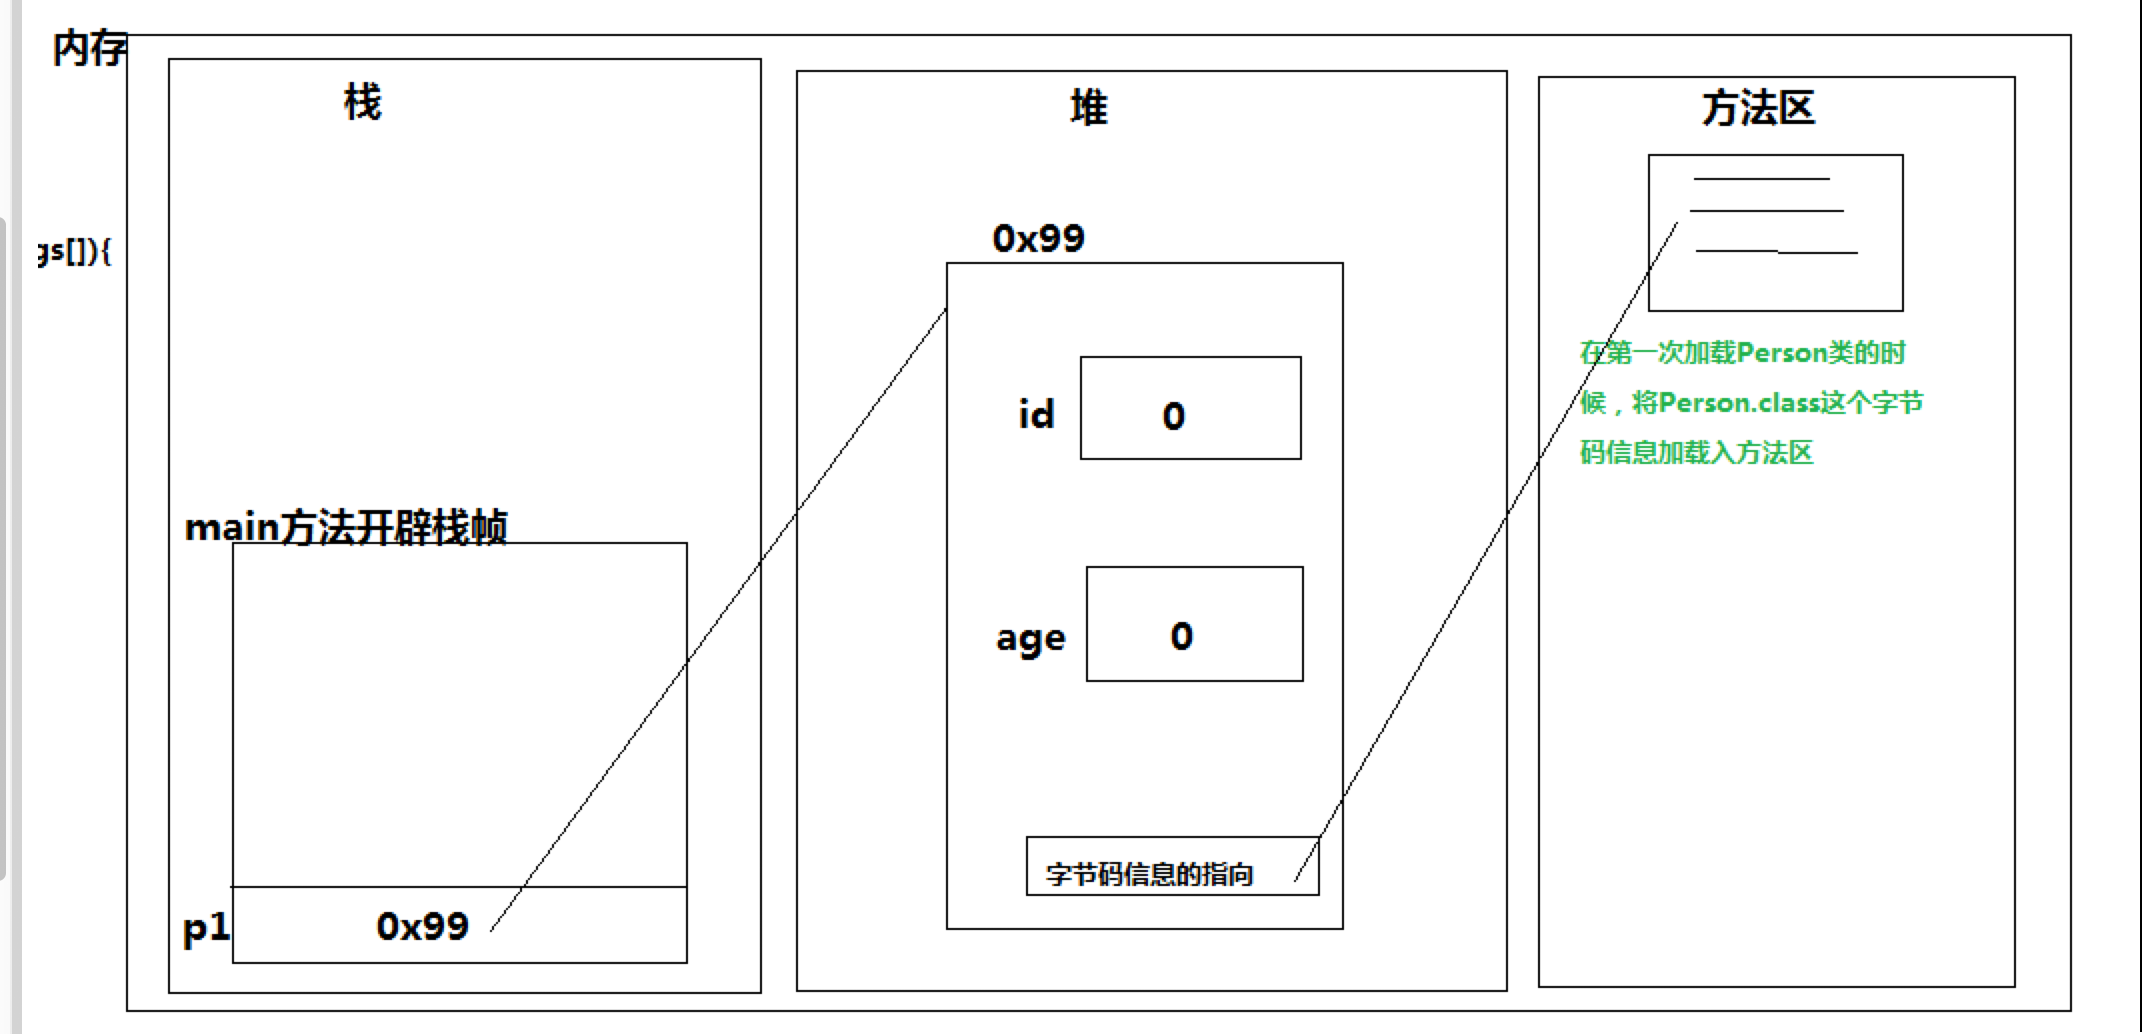 内存
栈
堆
方法区
gs[]){
0x99
id
0
在第一次加载Person类的时
候，将Person.class这个字节
码信息加载入方法区
main方法开辟栈帧
age
0
字节码信息的指向
p1
0x99